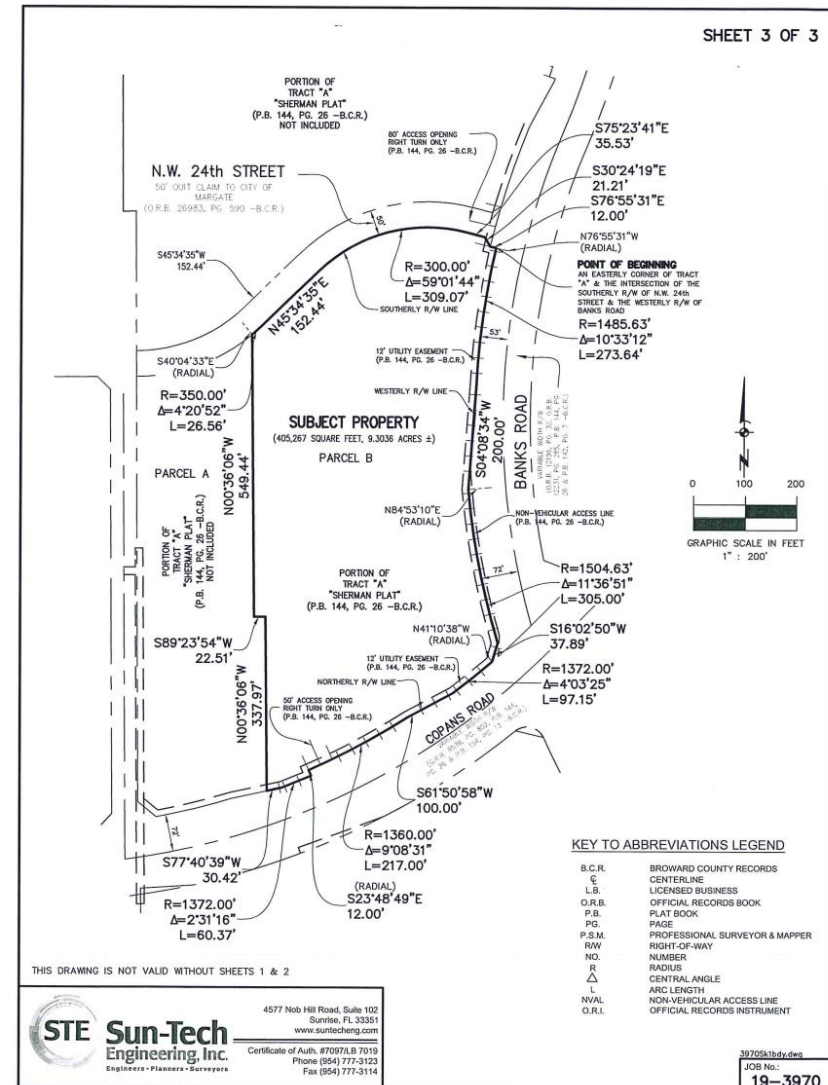 SHEET 3 OF 3
PORTION OF
TRACT "A"
"SHERMAN PLAT"
(P.B. 144, PG. 26 -B.C.R.)
NOT INCLUDED
80' ACCESS OPENING
RIGHT TURN ONLY
(P.B. 144, PG. 26 -B.C.R.)
S75°23'41"E
35.53'
S30°24'19"E
21.21'
S76°55'31"E
12.00'
N76°55'31"W
(RADIAL)
N.W. 24th STREET
50' QUIT CLAIM TO CITY OF
MARGATE
(O.R.B. 26983, PG. 590 -B.C.R.)
50'
S45°34'35"W
152.44'
POINT OF BEGINNING
AN EASTERLY CORNER OF TRACT
"A" & THE INTERSECTION OF THE
SOUTHERLY R/W OF N.W. 24th
STREET & THE WESTERLY R/W OF
BANKS ROAD
R=300.00'
Δ=59°01'44"
L=309.07'
N45°34'35"E
152.44'
SOUTHERLY R/W LINE
R=1485.63'
Δ=10°33'12"
L=273.64'
53'
12' UTILITY EASEMENT
(P.B. 144, PG. 26 -B.C.R.)
S40°04'33"E
(RADIAL)
R=350.00'
Δ=4°20'52"
L=26.56'
WESTERLY R/W LINE
SUBJECT PROPERTY
(405,267 SQUARE FEET, 9.3036 ACRES ±)
PARCEL B
S04°08'34"W
200.00'
BANKS ROAD
VARIABLE WIDTH R/W
N00°36'06"W
549.44'
PARCEL A
PORTION OF
TRACT "A"
"SHERMAN PLAT"
(P.B. 144, PG. 26 -B.C.R.)
NOT INCLUDED
N84°53'10"E
(RADIAL)
NON-VEHICULAR ACCESS LINE
(P.B. 144, PG. 26 -B.C.R.)
0 100 200
GRAPHIC SCALE IN FEET
1" : 200'
PORTION OF
TRACT "A"
"SHERMAN PLAT"
(P.B. 144, PG. 26 -B.C.R.)
72'
R=1504.63'
Δ=11°36'51"
L=305.00'
N41°10'38"W
(RADIAL)
S16°02'50"W
37.89'
S89°23'54"W
22.51'
12' UTILITY EASEMENT
(P.B. 144, PG. 26 -B.C.R.)
NORTHERLY R/W LINE
R=1372.00'
Δ=4°03'25"
L=97.15'
N00°36'06"W
337.97'
50' ACCESS OPENING
RIGHT TURN ONLY
(P.B. 144, PG. 26 -B.C.R.)
COPANS ROAD
VARIABLE WIDTH R/W
S61°50'58"W
100.00'
72'
R=1360.00'
Δ=9°08'31"
L=217.00'
S77°40'39"W
30.42'
(RADIAL)
S23°48'49"E
12.00'
R=1372.00'
Δ=2°31'16"
L=60.37'
KEY TO ABBREVIATIONS LEGEND
B.C.R. BROWARD COUNTY RECORDS
℄ CENTERLINE
L.B. LICENSED BUSINESS
O.R.B. OFFICIAL RECORDS BOOK
P.B. PLAT BOOK
PG. PAGE
P.S.M. PROFESSIONAL SURVEYOR & MAPPER
R/W RIGHT-OF-WAY
NO. NUMBER
R RADIUS
△ CENTRAL ANGLE
L ARC LENGTH
NVAL NON-VEHICULAR ACCESS LINE
O.R.I. OFFICIAL RECORDS INSTRUMENT
THIS DRAWING IS NOT VALID WITHOUT SHEETS 1 & 2
STE Sun-Tech
Engineering, Inc.
Engineers • Planners • Surveyors
4577 Nob Hill Road, Suite 102
Sunrise, FL 33351
www.suntecheng.com
Certificate of Auth. #7097/LB 7019
Phone (954) 777-3123
Fax (954) 777-3114
3970Sk1bdy.dwg
JOB No.:
19-3970